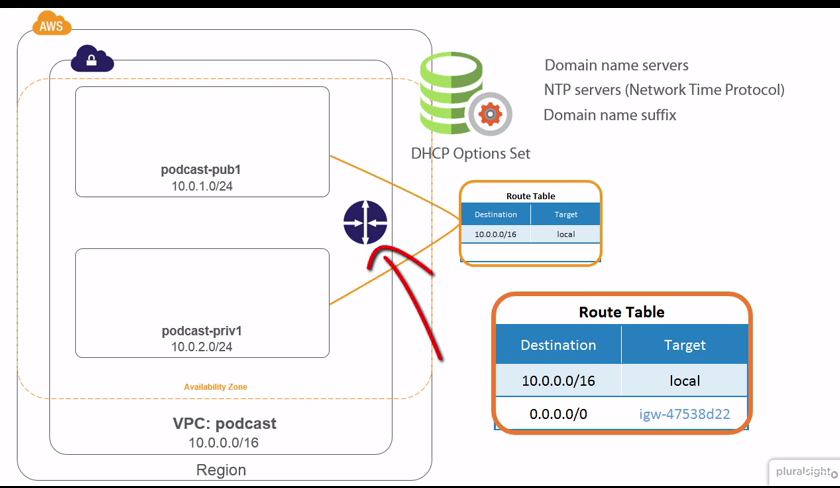 AWS
Domain name servers
NTP servers (Network Time Protocol)
Domain name suffix
DHCP Options Set
podcast-pub1
10.0.1.0/24
Route Table
Destination Target
10.0.0.0/16 local
podcast-priv1
10.0.2.0/24
Route Table
Destination Target
10.0.0.0/16 local
0.0.0.0/0 igw-47538d22
Availability Zone
VPC: podcast
10.0.0.0/16
Region
pluralsight